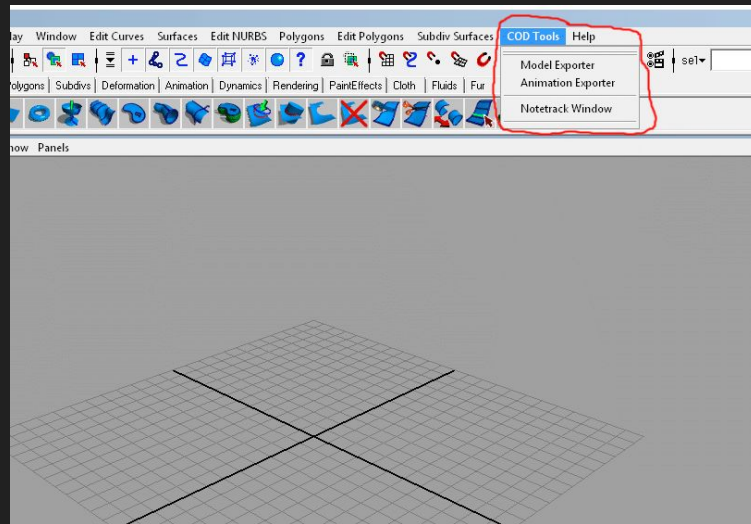 lay Window Edit Curves Surfaces Edit NURBS Polygons Edit Polygons Subdiv Surfaces COD Tools Help
sel
olygons Subdivs Deformation Animation Dynamics Rendering PaintEffects Cloth Fluids Fur
Model Exporter
Animation Exporter
Notetrack Window
now Panels